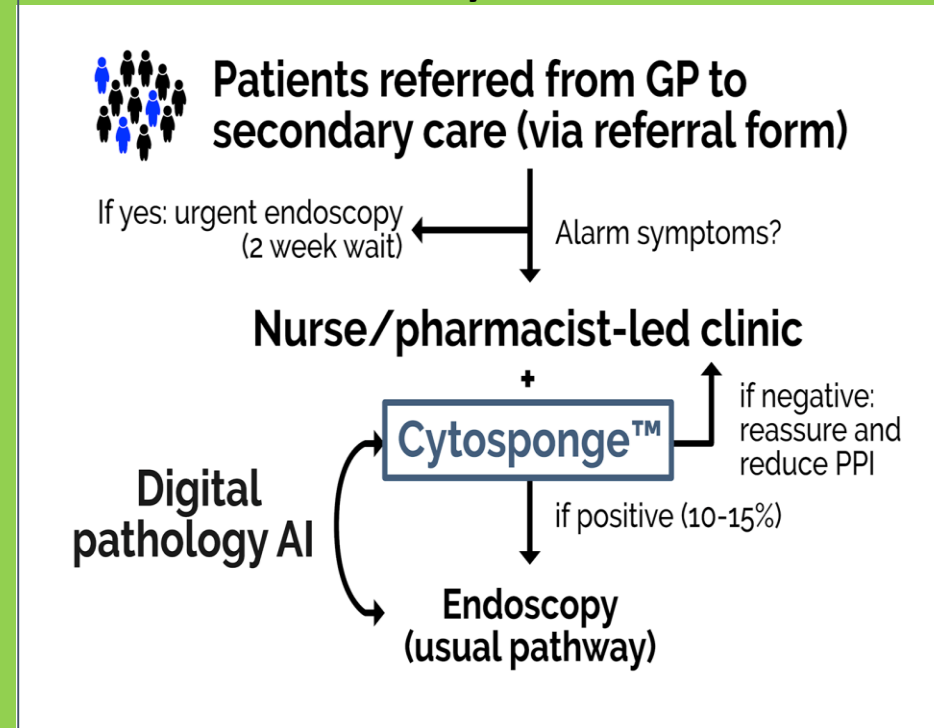 Patients referred from GP to
secondary care (via referral form)
If yes: urgent endoscopy
(2 week wait)
Alarm symptoms?
Nurse/pharmacist-led clinic
+
Cytosponge™
if negative:
reassure and
reduce PPI
Digital
pathology AI
if positive (10-15%)
Endoscopy
(usual pathway)